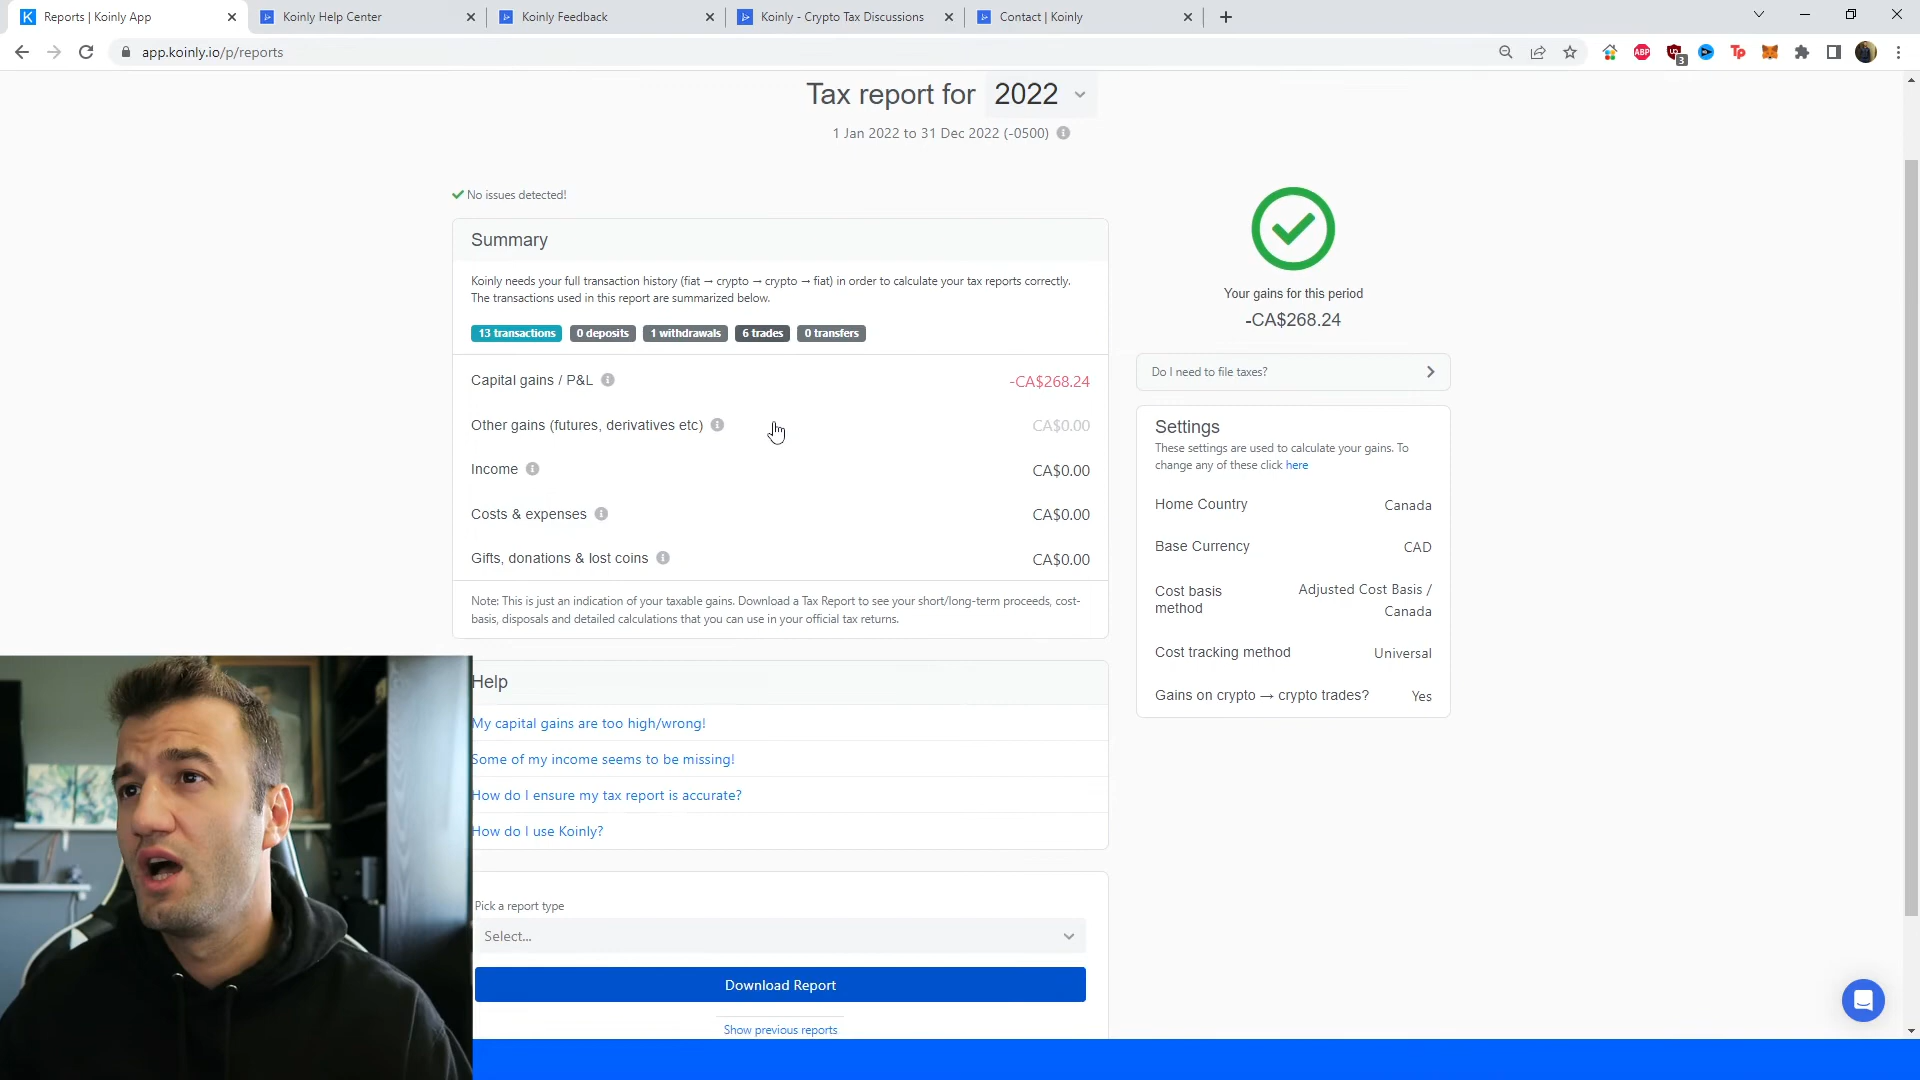 Reports | Koinly App
Koinly Help Center
Koinly Feedback
Koinly - Crypto Tax Discussions
Contact | Koinly
app.koinly.io/p/reports
ABP
3
Tp
Tax report for 2022
1 Jan 2022 to 31 Dec 2022 (-0500)
No issues detected!
Summary
Koinly needs your full transaction history (fiat → crypto → crypto → fiat) in order to calculate your tax reports correctly.
The transactions used in this report are summarized below.
13 transactions 0 deposits 1 withdrawals 6 trades 0 transfers
Capital gains / P&L -CA$268.24
Other gains (futures, derivatives etc) CA$0.00
Income CA$0.00
Costs & expenses CA$0.00
Gifts, donations & lost coins CA$0.00
Note: This is just an indication of your taxable gains. Download a Tax Report to see your short/long-term proceeds, cost-
basis, disposals and detailed calculations that you can use in your official tax returns.
Your gains for this period
-CA$268.24
Do I need to file taxes?
Settings
These settings are used to calculate your gains. To
change any of these click here
Home Country Canada
Base Currency CAD
Cost basis
method
Adjusted Cost Basis /
Canada
Cost tracking method Universal
Gains on crypto → crypto trades? Yes
Help
My capital gains are too high/wrong!
Some of my income seems to be missing!
How do I ensure my tax report is accurate?
How do I use Koinly?
Pick a report type
Select...
Download Report
Show previous reports